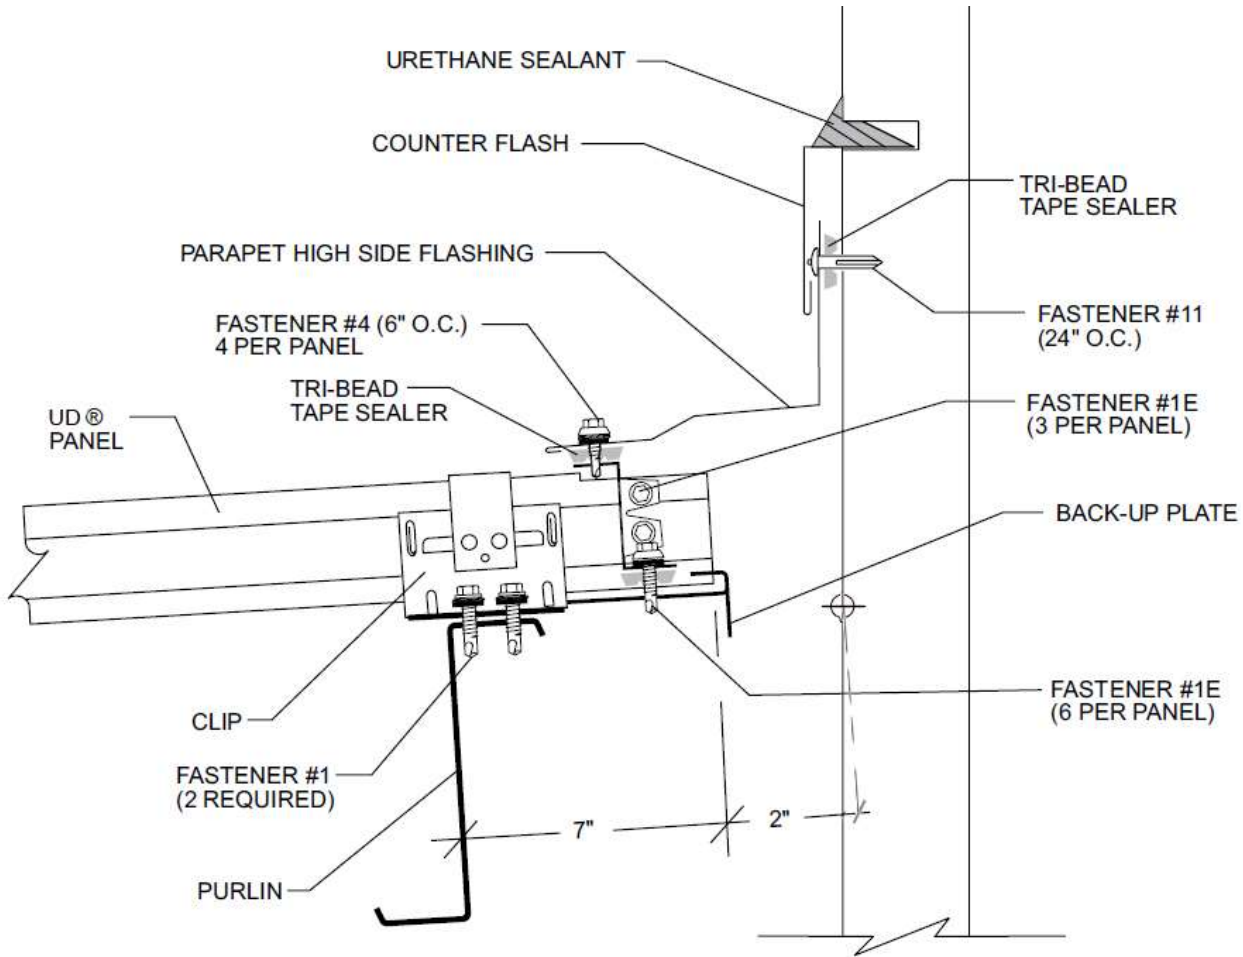 URETHANE SEALANT
COUNTER FLASH
TRI-BEAD
TAPE SEALER
PARAPET HIGH SIDE FLASHING
FASTENER #4 (6" O.C.)
4 PER PANEL
FASTENER #11
(24" O.C.)
TRI-BEAD
TAPE SEALER
UD ®
PANEL
FASTENER #1E
(3 PER PANEL)
BACK-UP PLATE
CLIP
FASTENER #1E
(6 PER PANEL)
FASTENER #1
(2 REQUIRED)
7"
2"
PURLIN